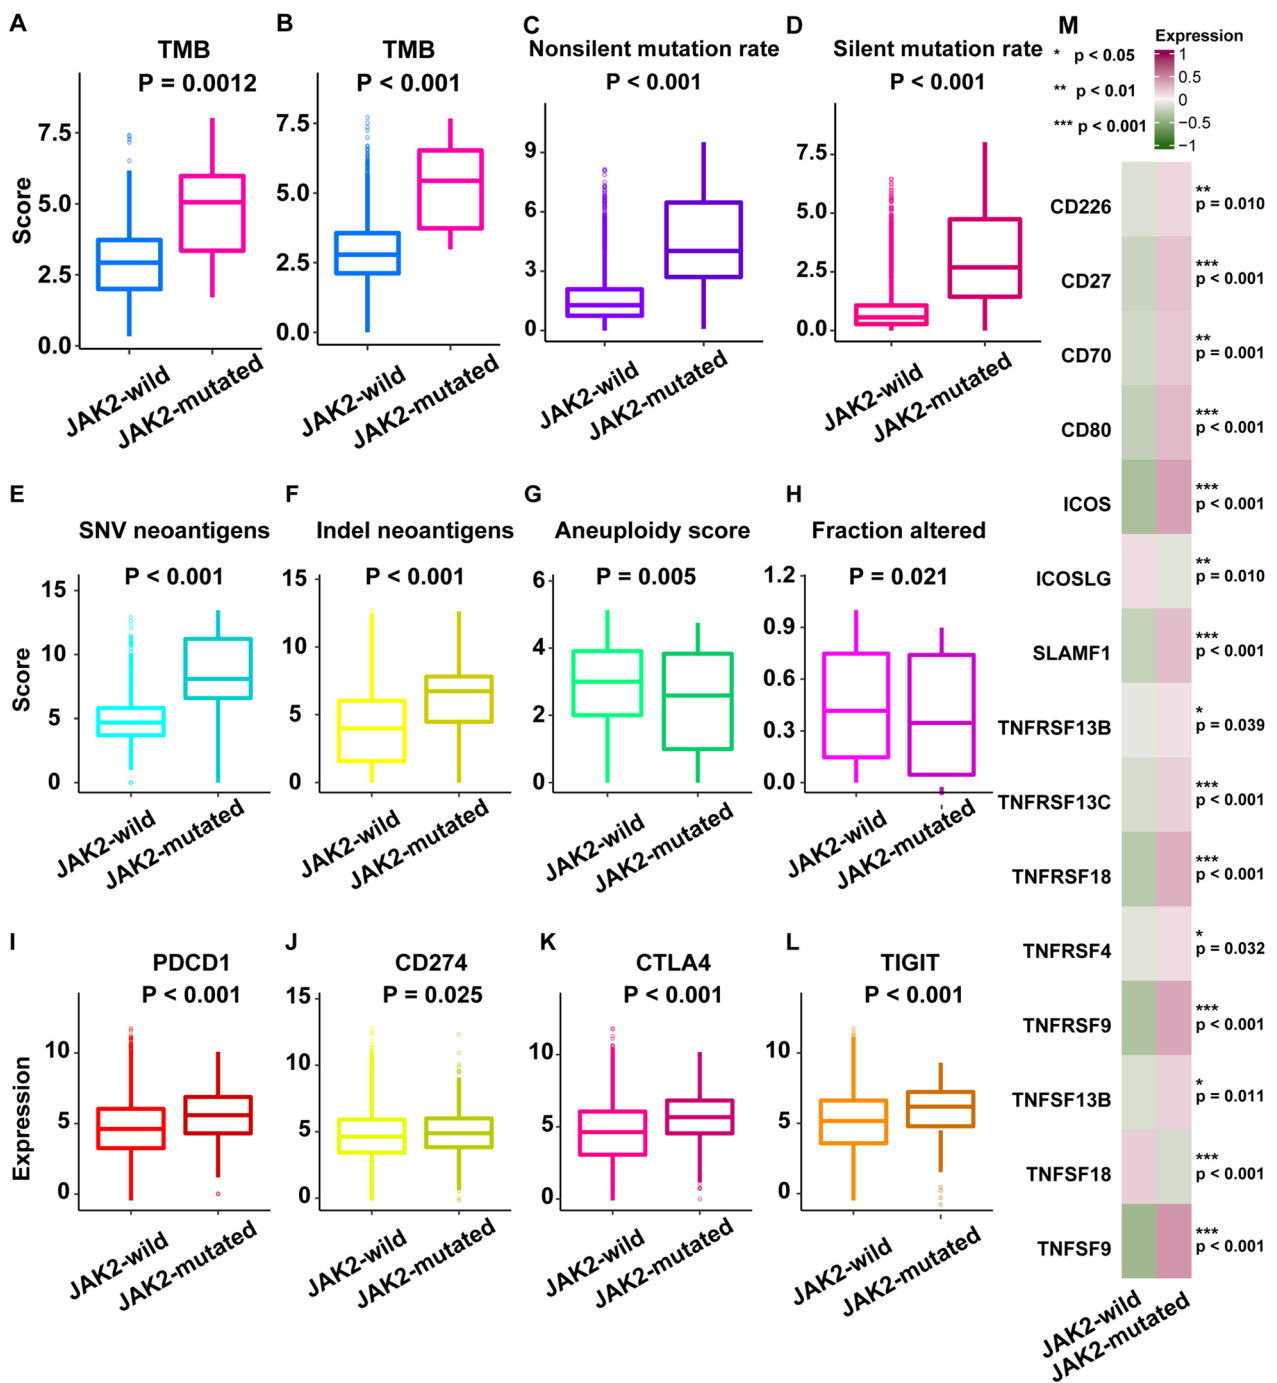 A
TMB
P = 0.0012
Score
7.5
5.0
2.5
0.0
JAK2-wild
JAK2-mutated
B
TMB
P < 0.001
7.5
5.0
2.5
0.0
JAK2-wild
JAK2-mutated
C
Nonsilent mutation rate
P < 0.001
9
6
3
0
JAK2-wild
JAK2-mutated
D
Silent mutation rate
P < 0.001
7.5
5.0
2.5
0.0
JAK2-wild
JAK2-mutated
E
SNV neoantigens
P < 0.001
Score
15
10
5
0
JAK2-wild
JAK2-mutated
F
Indel neoantigens
P < 0.001
15
10
5
0
JAK2-wild
JAK2-mutated
G
Aneuploidy score
P = 0.005
6
4
2
0
JAK2-wild
JAK2-mutated
H
Fraction altered
P = 0.021
1.2
0.9
0.6
0.3
0.0
JAK2-wild
JAK2-mutated
I
PDCD1
P < 0.001
Expression
10
5
0
JAK2-wild
JAK2-mutated
J
CD274
P = 0.025
15
10
5
0
JAK2-wild
JAK2-mutated
K
CTLA4
P < 0.001
10
5
0
JAK2-wild
JAK2-mutated
L
TIGIT
P < 0.001
10
5
0
JAK2-wild
JAK2-mutated
M
* p < 0.05
** p < 0.01
*** p < 0.001
Expression
1
0.5
0
−0.5
−1
CD226
**
p = 0.010
CD27
***
p < 0.001
CD70
**
p = 0.001
CD80
***
p < 0.001
ICOS
***
p < 0.001
ICOSLG
**
p = 0.010
SLAMF1
***
p < 0.001
TNFRSF13B
*
p = 0.039
TNFRSF13C
***
p < 0.001
TNFRSF18
***
p < 0.001
TNFRSF4
*
p = 0.032
TNFRSF9
***
p < 0.001
TNFSF13B
*
p = 0.011
TNFSF18
***
p < 0.001
TNFSF9
***
p < 0.001
JAK2-wild
JAK2-mutated